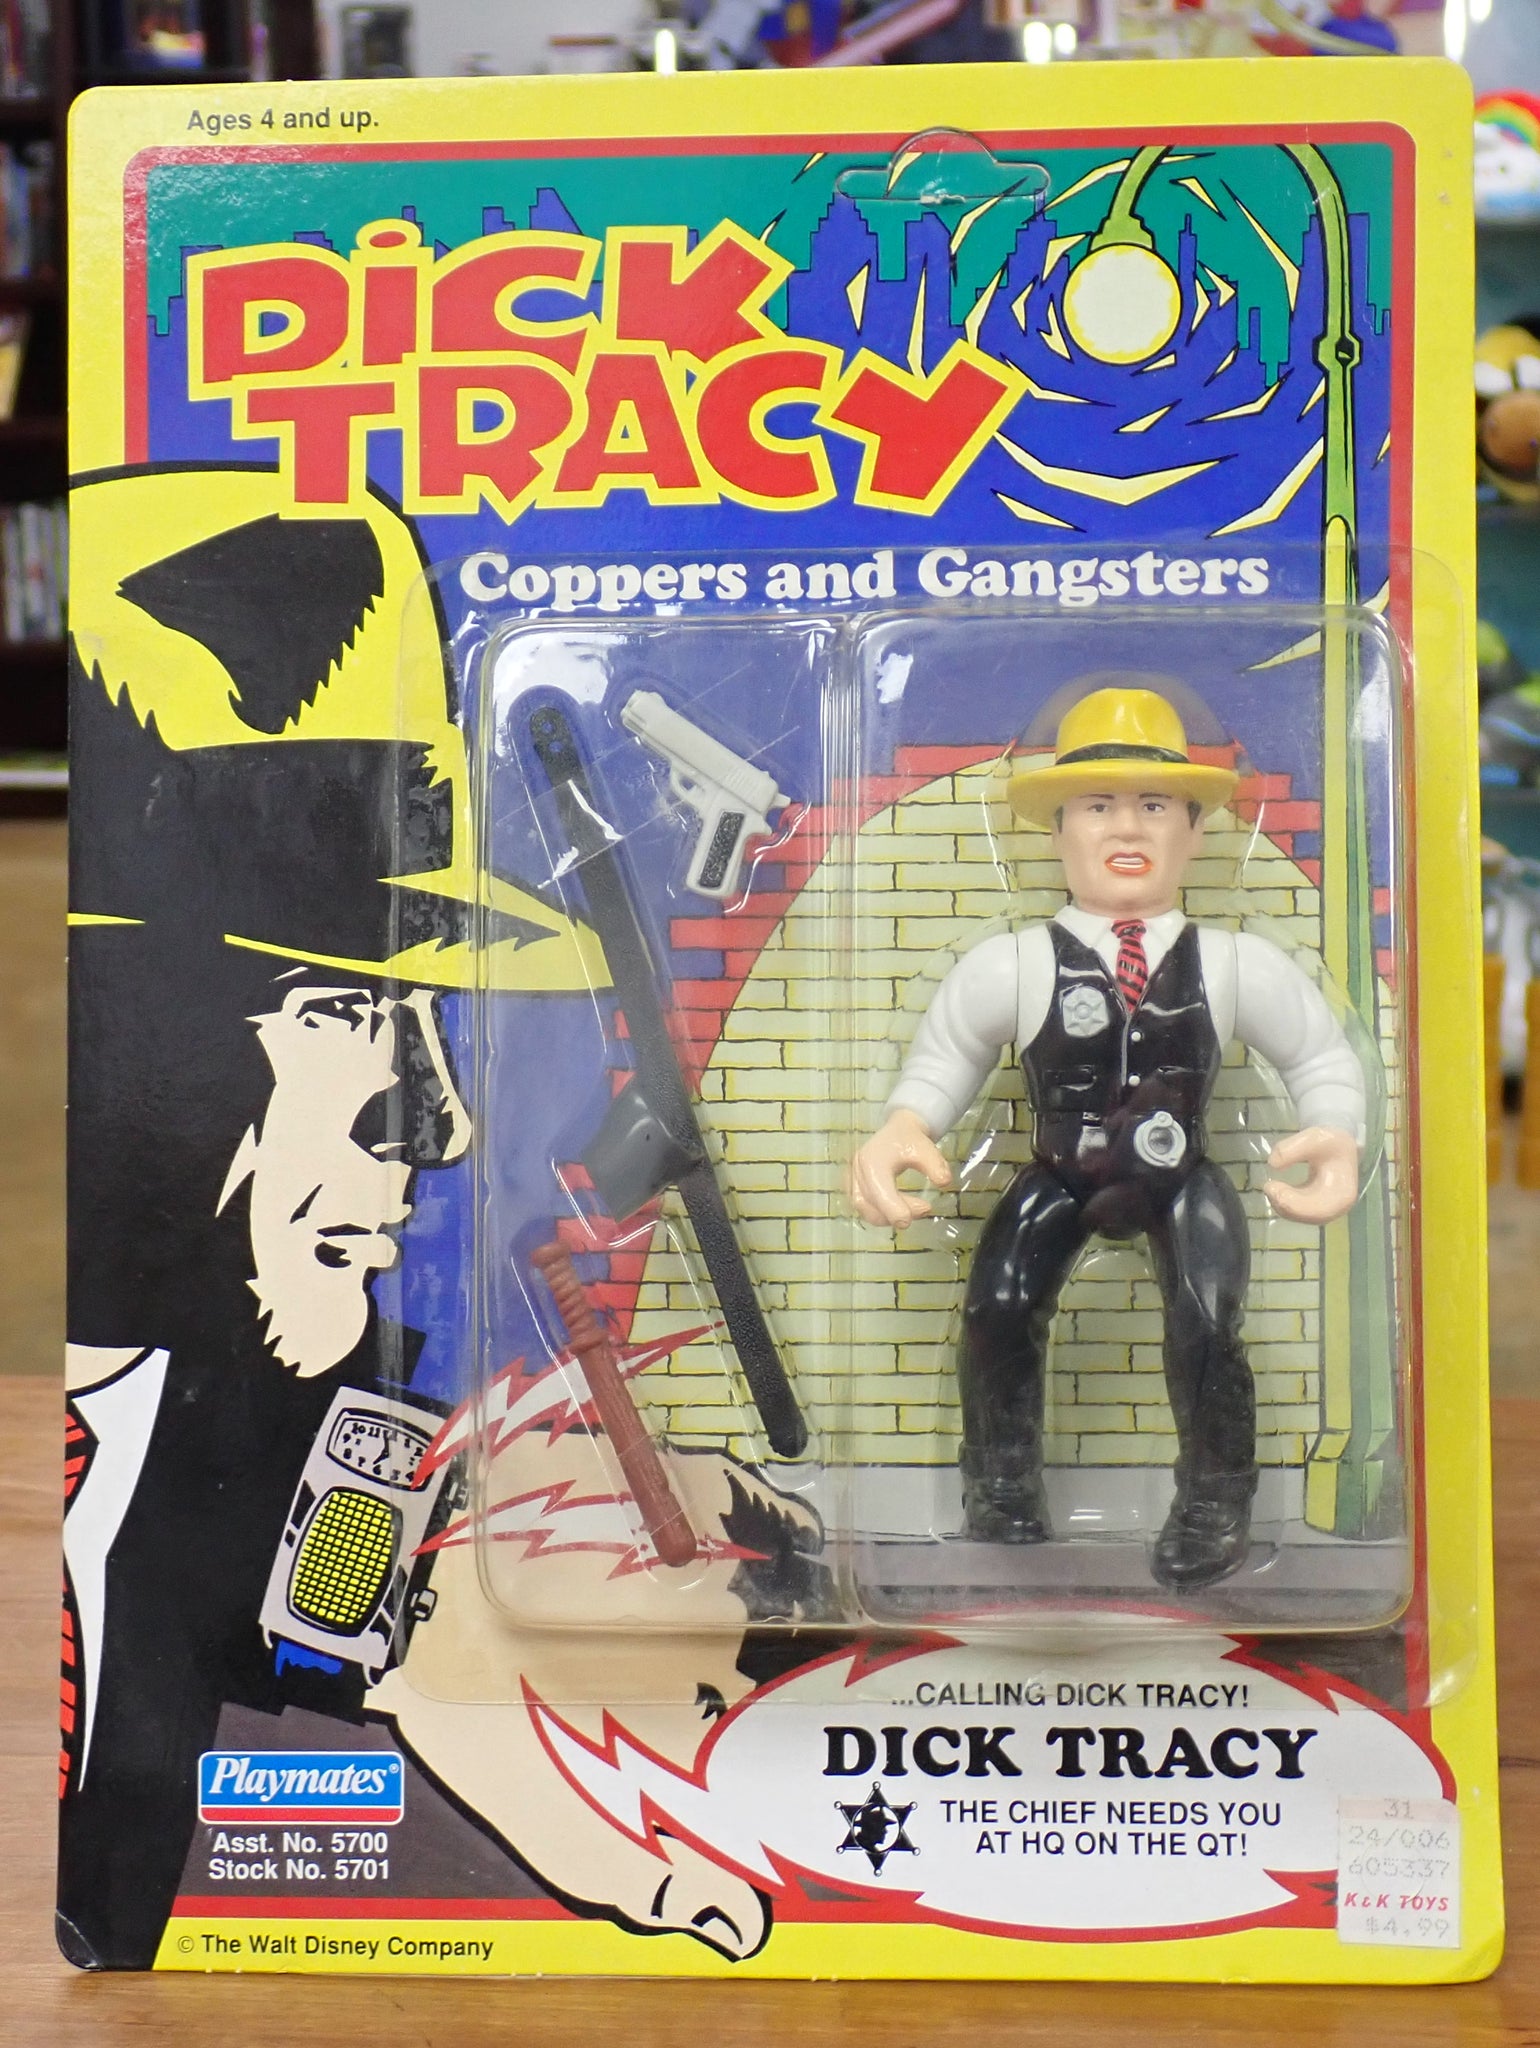 Ages 4 and up.
DiCK
TRACY
Coppers and Gangsters
...CALLING DICK TRACY!
DICK TRACY
THE CHIEF NEEDS YOU
AT HQ ON THE QT!
Playmates®
Asst. No. 5700
Stock No. 5701
31
24/006
605337
K&K TOYS
$4.99
© The Walt Disney Company